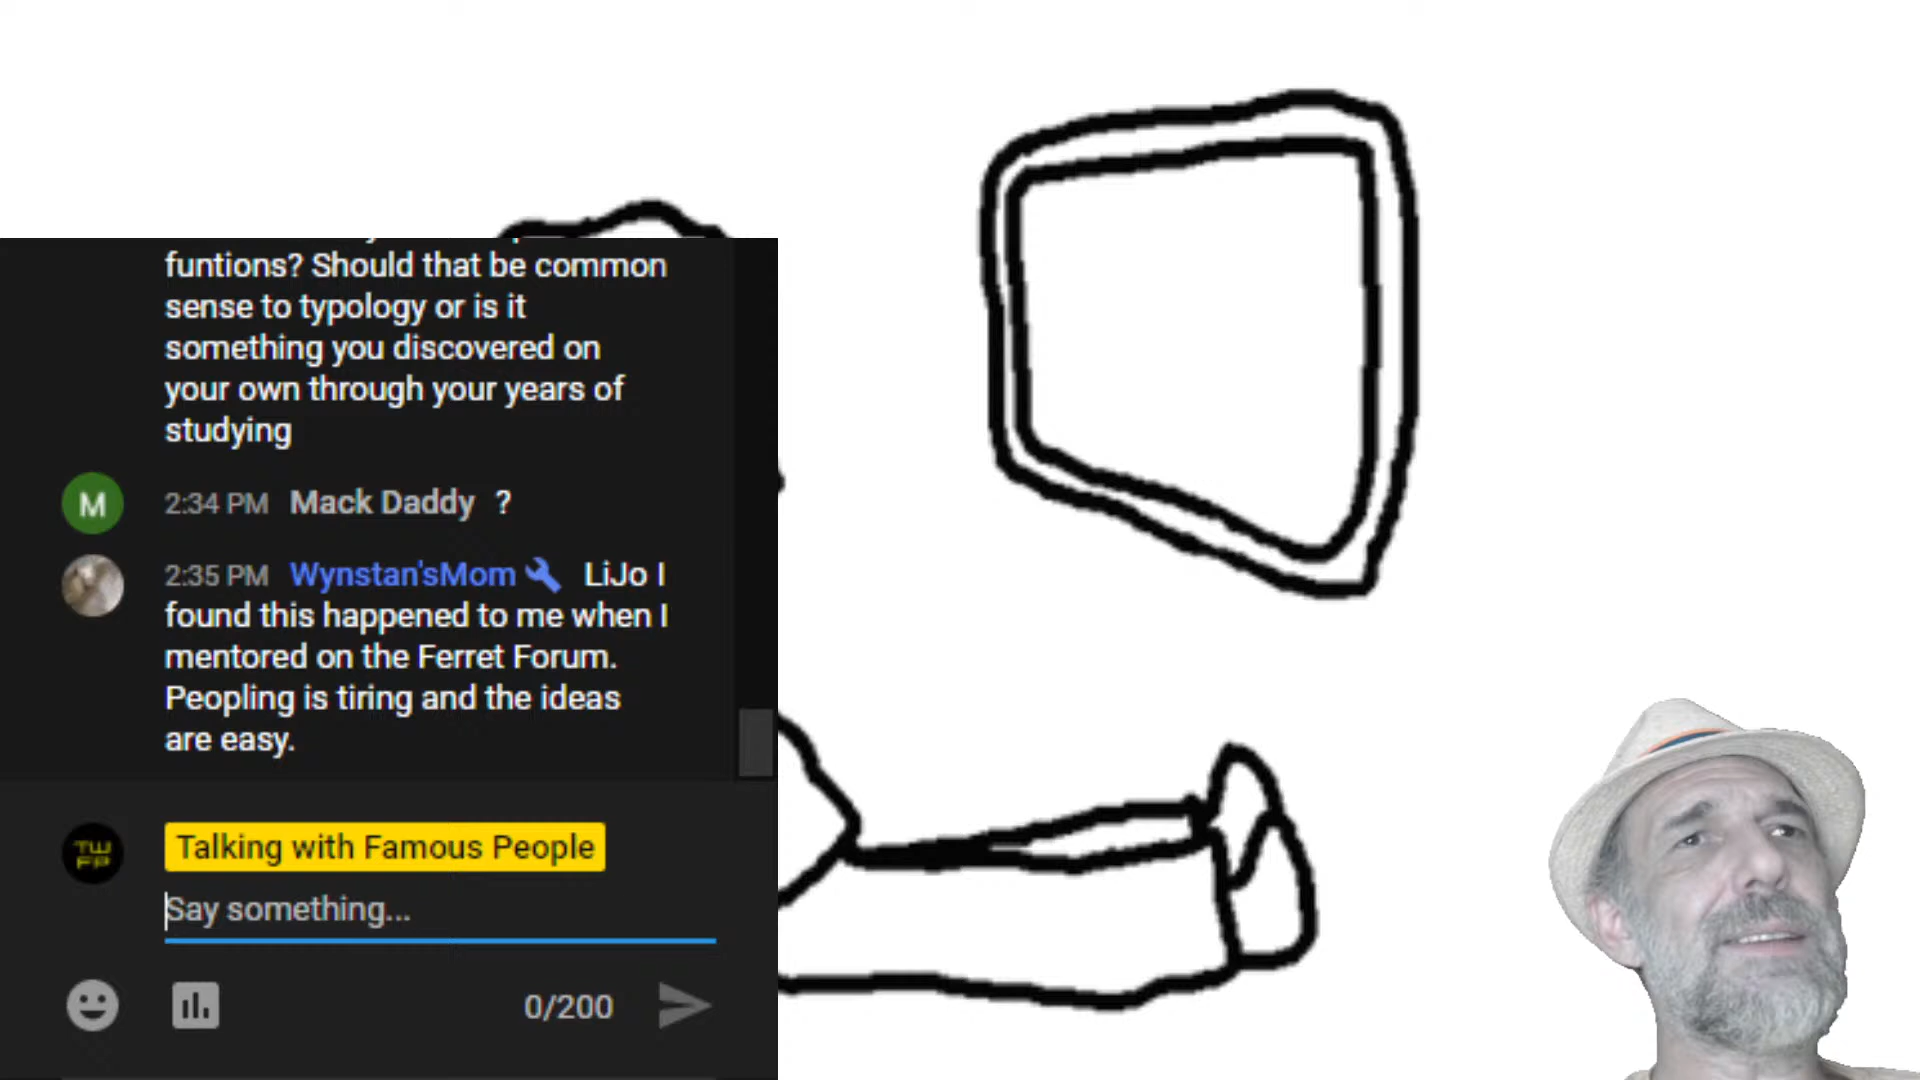 funtions? Should that be common
sense to typology or is it
something you discovered on
your own through your years of
studying
M
2:34 PM Mack Daddy ?
2:35 PM Wynstan'sMom LiJo I
found this happened to me when I
mentored on the Ferret Forum.
Peopling is tiring and the ideas
are easy.
TW
FP
Talking with Famous People
Say something...
0/200